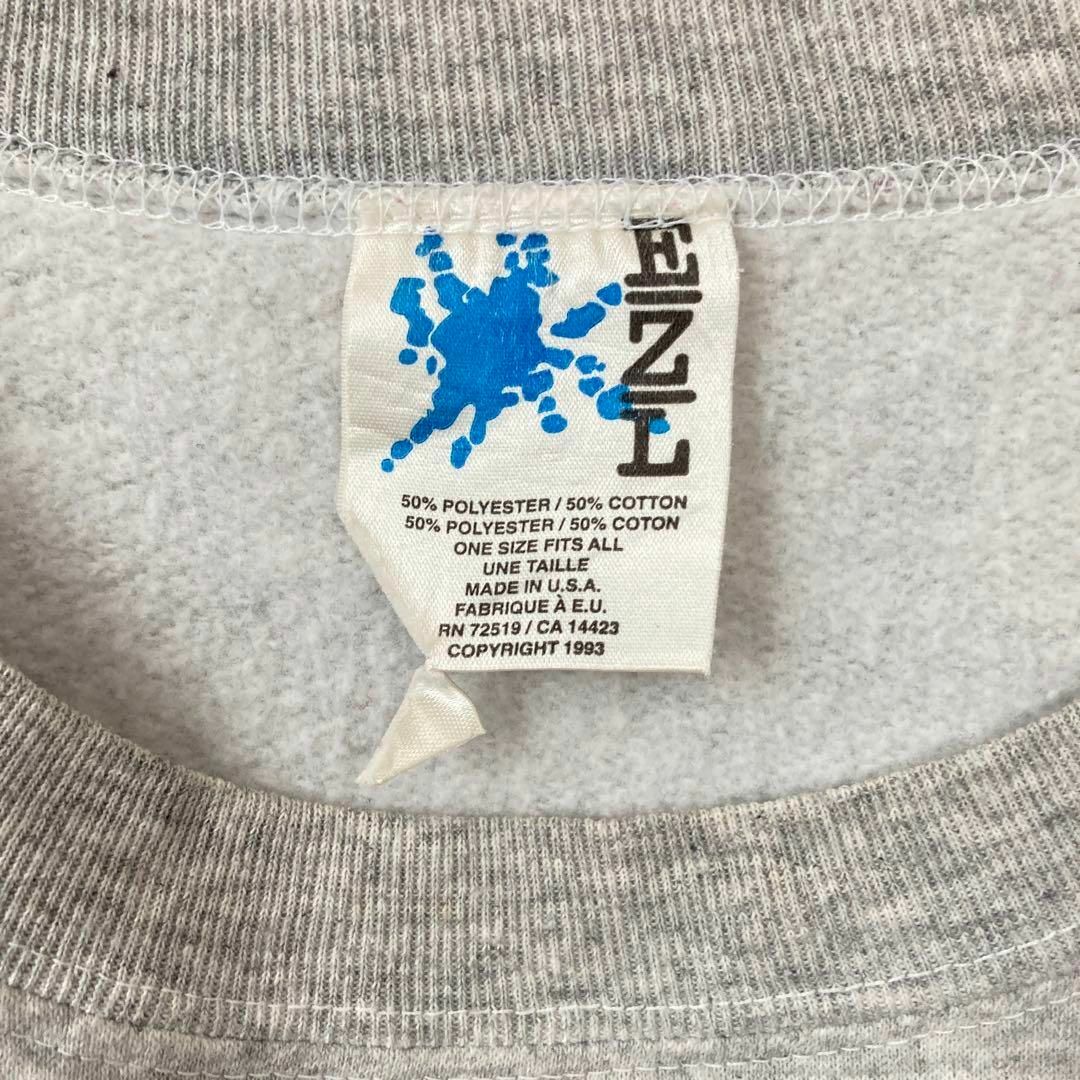 50% POLYESTER / 50% COTTON
50% POLYESTER / 50% COTON
ONE SIZE FITS ALL
UNE TAILLE
MADE IN U.S.A.
FABRIQUE À E.U.
RN 72519 / CA 14423
COPYRIGHT 1993